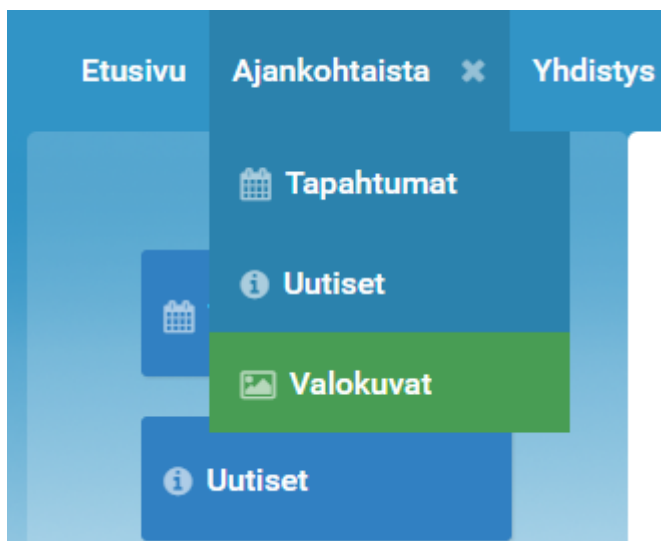 Etusivu Ajankohtaista Yhdistys
Tapahtumat
Uutiset
Valokuvat
Uutiset